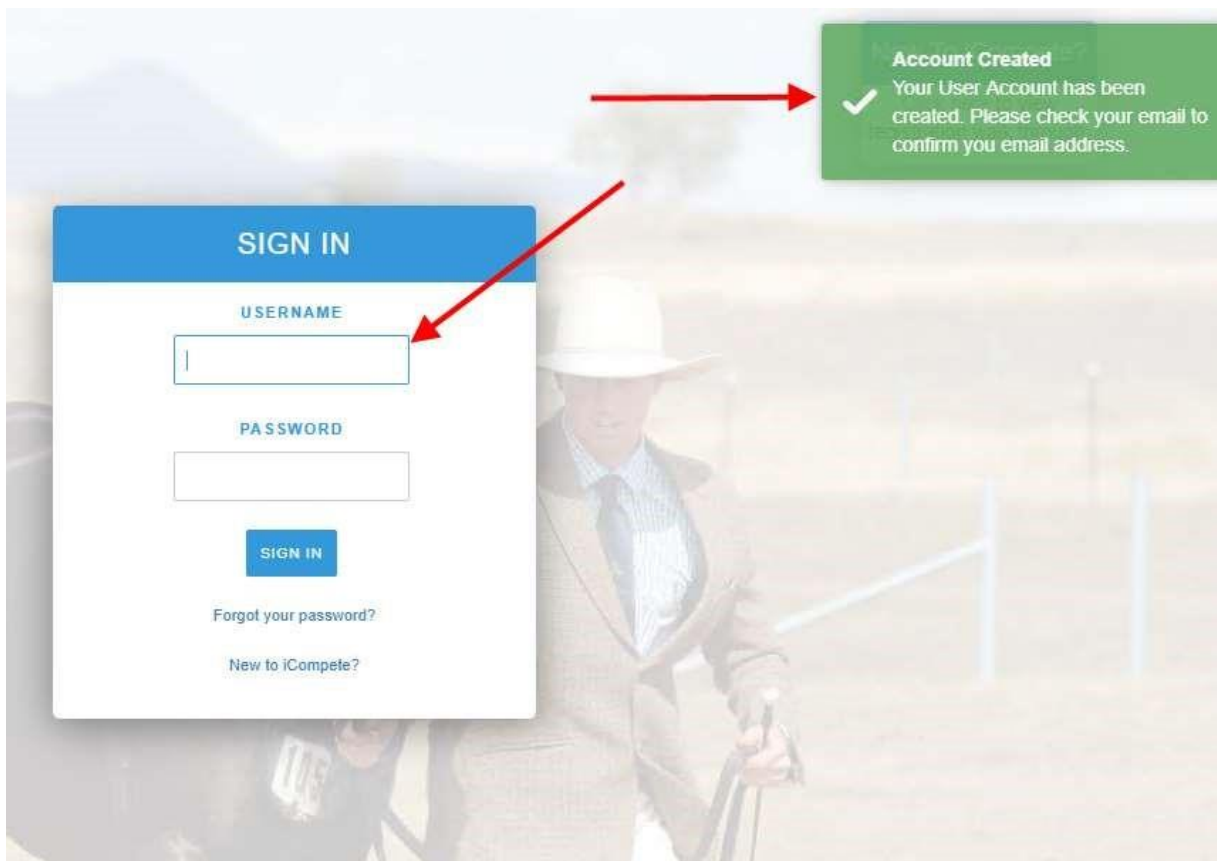 Account Created
Your User Account has been
created. Please check your email to
confirm you email address.
SIGN IN
USERNAME
PASSWORD
SIGN IN
Forgot your password?
New to iCompete?